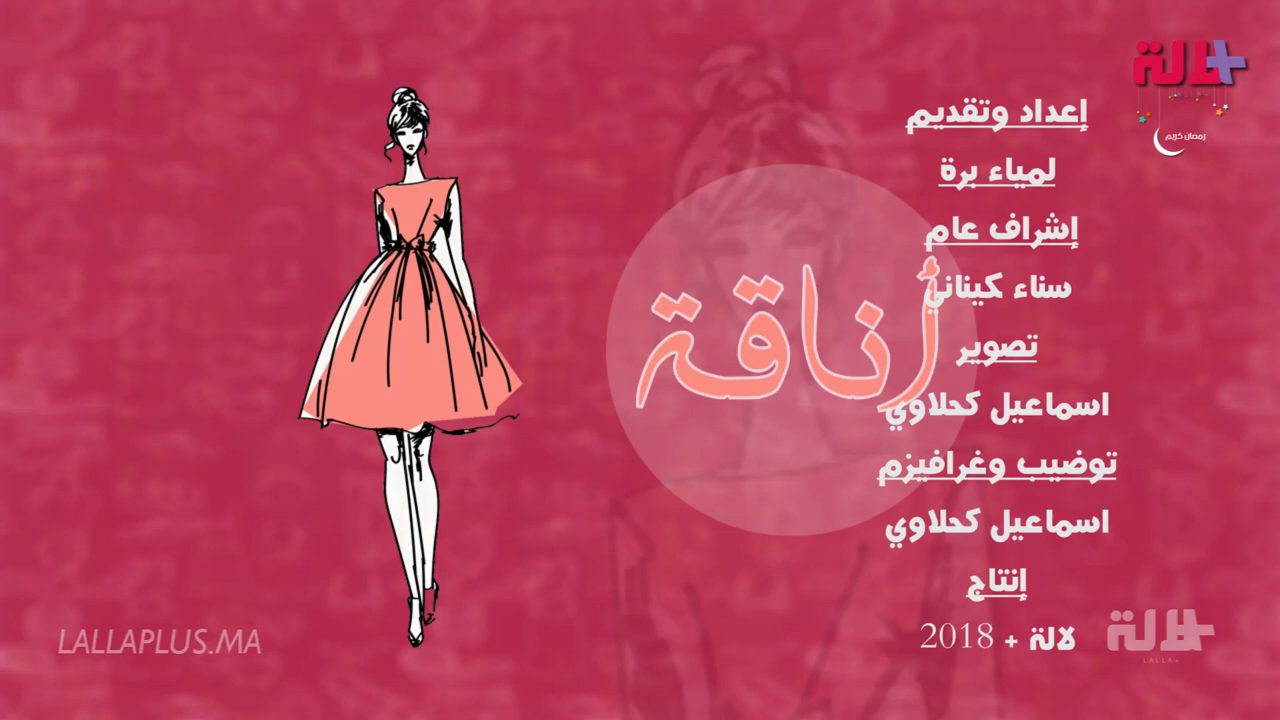 لالة+
رمضان كريم
إعداد وتقديم
لمياء برة
إشراف عام
سناء كيناني
أناقة
تصوير
اسماعيل كحلاوي
توضيب وغرافيزم
اسماعيل كحلاوي
إنتاج
لالة + 2018
لالة+
LALLA+
LALLAPLUS.MA